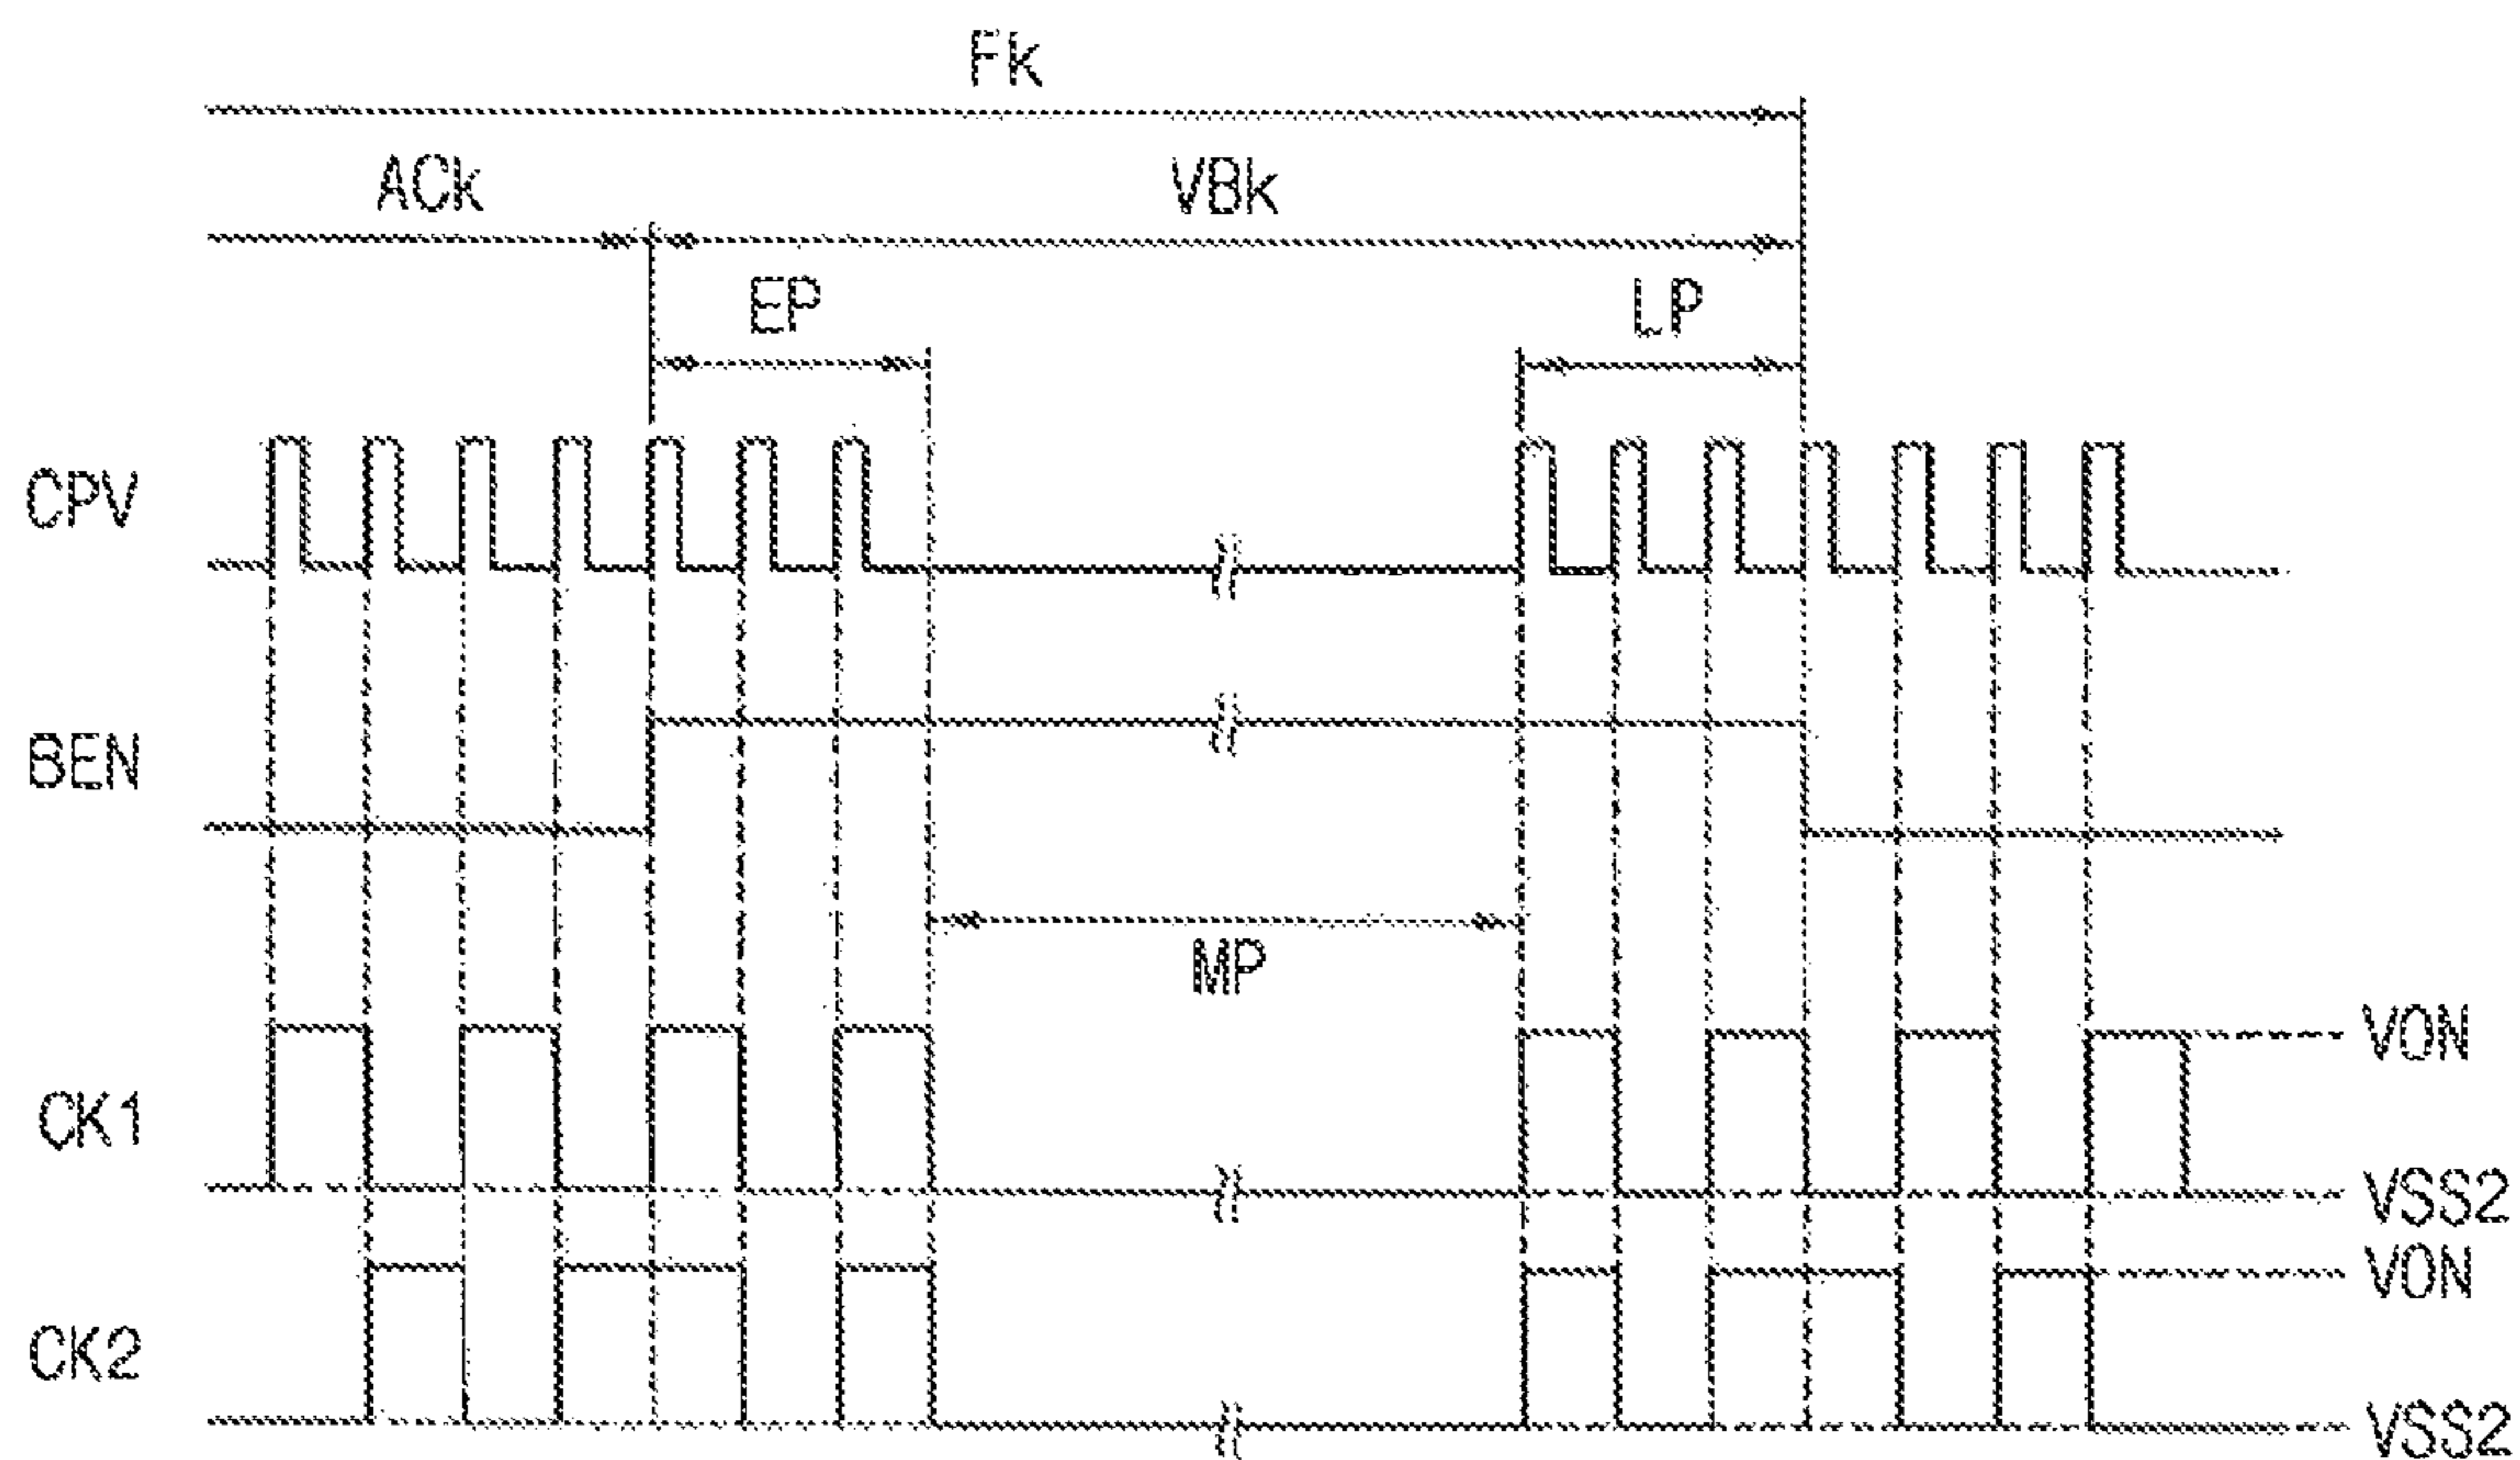 Fk
ACk
VBk
EP
LP
CPV
BEN
MP
VON
CK1
VSS2
VON
CK2
VSS2